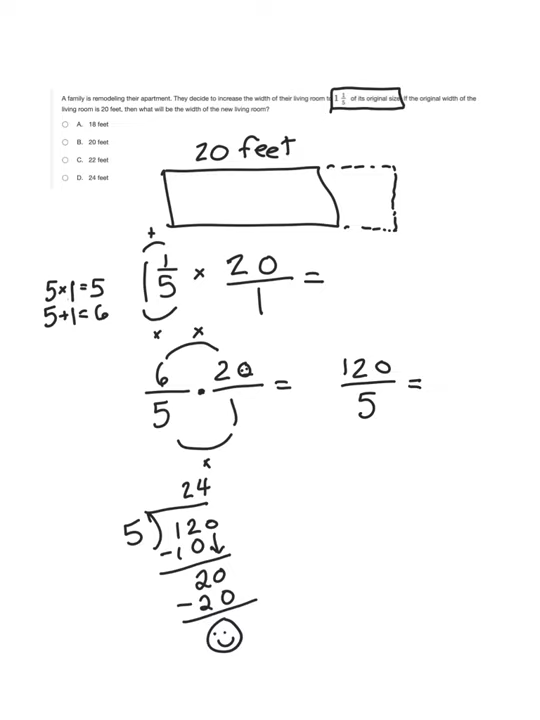 A family is remodeling their apartment. They decide to increase the width of their living room to 1 1/5 of its original size. If the original width of the
living room is 20 feet, then what will be the width of the new living room?
A. 18 feet
B. 20 feet
C. 22 feet
D. 24 feet
20 feet
+
1 1/5 × 20/1 =
×
5×1=5
5+1=6
×
6/5 · 20/1 =
×
120/5 =
24
5)120
-10↓
20
-20